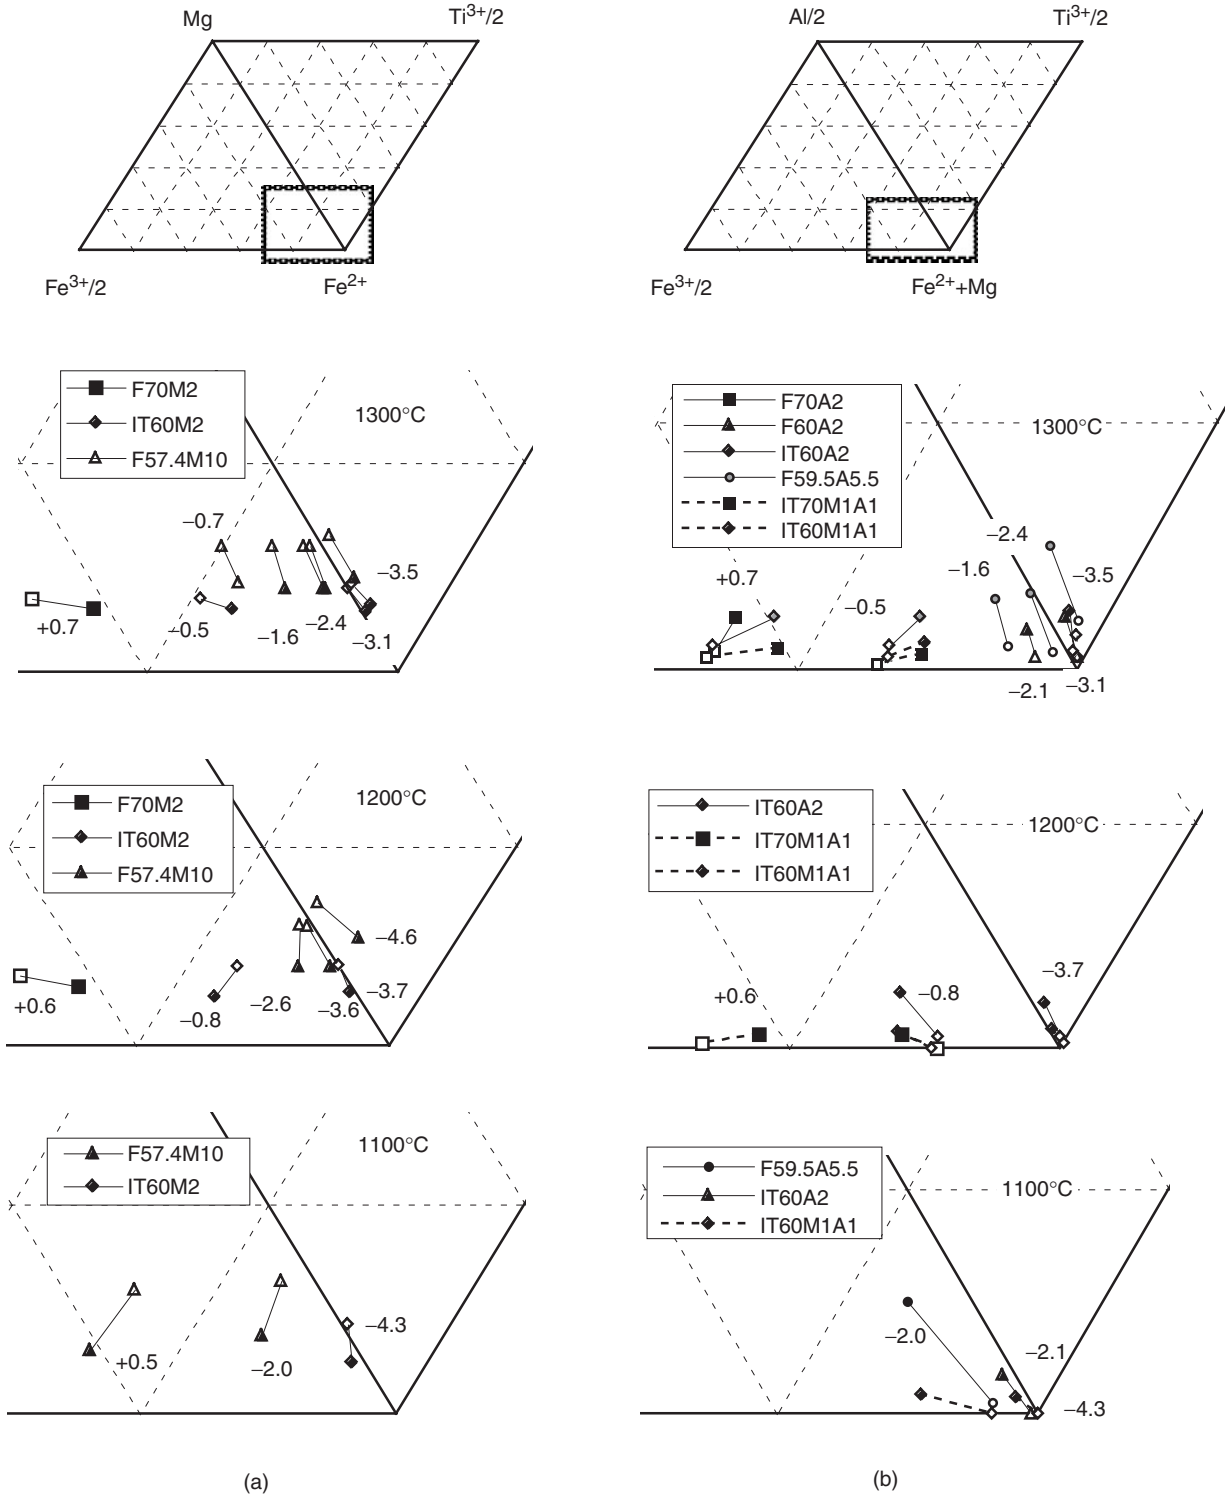 Mg
Ti³⁺/2
Al/2
Ti³⁺/2
Fe³⁺/2
Fe²⁺
Fe³⁺/2
Fe²⁺+Mg
F70M2
IT60M2
F57.4M10
1300°C
−0.7
−3.5
+0.7
−0.5
−1.6
−2.4
−3.1
F70A2
F60A2
IT60A2
F59.5A5.5
IT70M1A1
IT60M1A1
1300°C
−2.4
−1.6
−3.5
+0.7
−0.5
−2.1
−3.1
F70M2
IT60M2
F57.4M10
1200°C
−4.6
+0.6
−0.8
−2.6
−3.6
−3.7
IT60A2
IT70M1A1
IT60M1A1
1200°C
−3.7
+0.6
−0.8
F57.4M10
IT60M2
1100°C
−4.3
+0.5
−2.0
F59.5A5.5
IT60A2
IT60M1A1
1100°C
−2.0
−2.1
−4.3
(a)
(b)